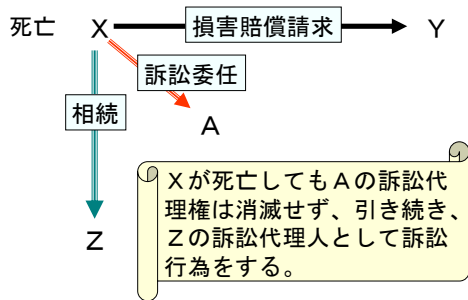 死亡 X 損害賠償請求 Y
訴訟委任
相続
A
Xが死亡してもAの訴訟代
理権は消滅せず、引き続き、
Zの訴訟代理人として訴訟
行為をする。
Z